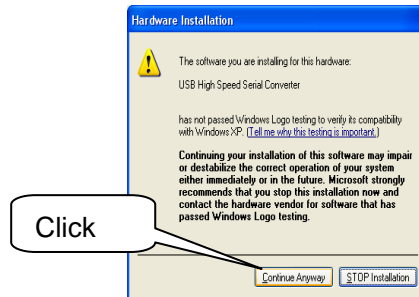 Hardware Installation
The software you are installing for this hardware:
USB High Speed Serial Converter
has not passed Windows Logo testing to verify its compatibility
with Windows XP. (Tell me why this testing is important.)
Continuing your installation of this software may impair
or destabilize the correct operation of your system
either immediately or in the future. Microsoft strongly
recommends that you stop this installation now and
contact the hardware vendor for software that has
passed Windows Logo testing.
Click
Continue Anyway
STOP Installation